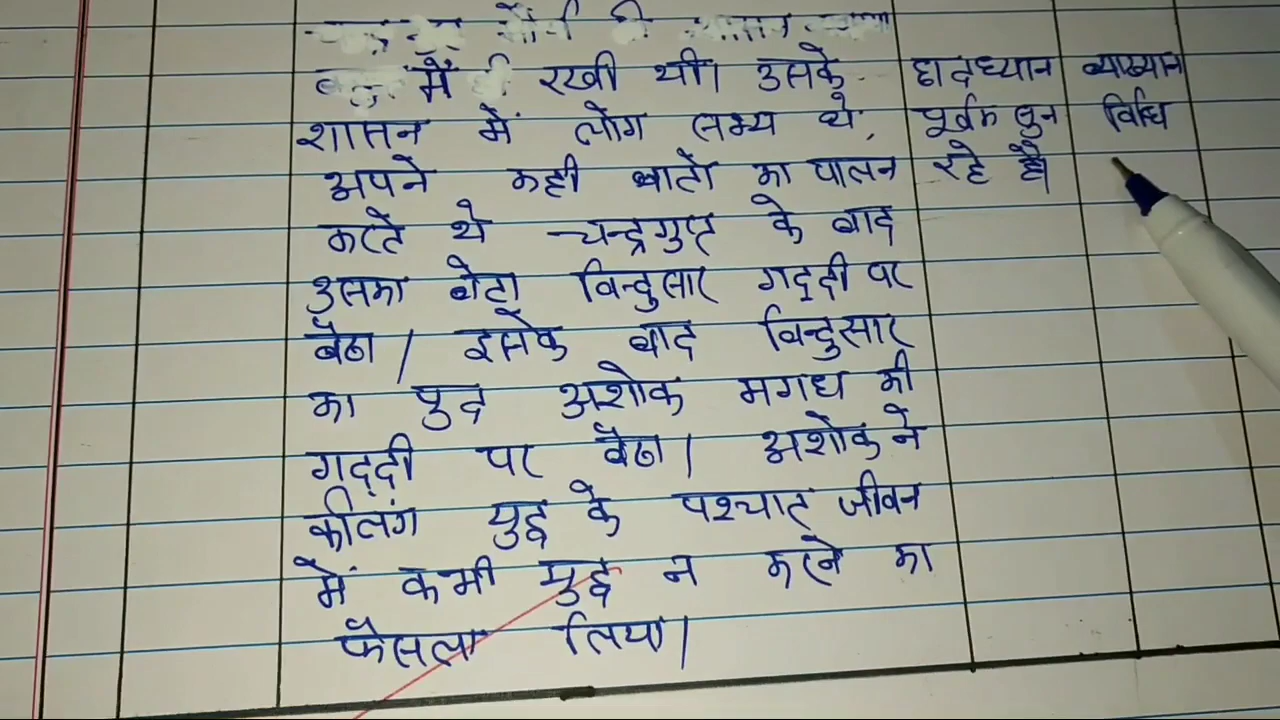 में रखी थी। उसके
शासन में लोग सभ्य थे,
अपने कही बातों का पालन
करते थे चन्द्रगुप्त के बाद
उसका बेटा विन्दुसार गद्दी पर
बैठा। इसके बाद विन्दुसार
का पुत्र अशोक मगध की
गद्दी पर बैठा। अशोक ने
कलिंग युद्ध के पश्चात् जीवन
में कभी युद्ध न करने का
फैसला लिया।
ध्यान
पूर्वक सुन
रहे है।
व्याख्यान
विधि